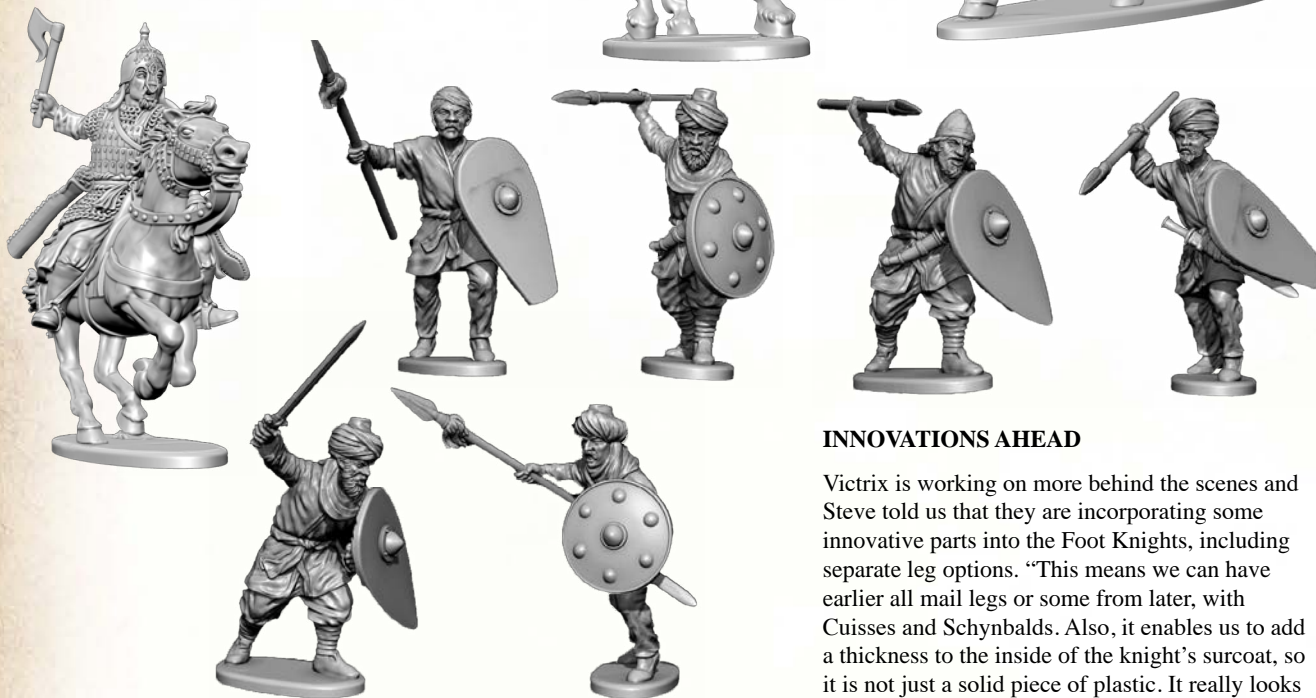 INNOVATIONS AHEAD
Victrix is working on more behind the scenes and
Steve told us that they are incorporating some
innovative parts into the Foot Knights, including
separate leg options. “This means we can have
earlier all mail legs or some from later, with
Cuisses and Schynbalds. Also, it enables us to add
a thickness to the inside of the knight’s surcoat, so
it is not just a solid piece of plastic. It really looks